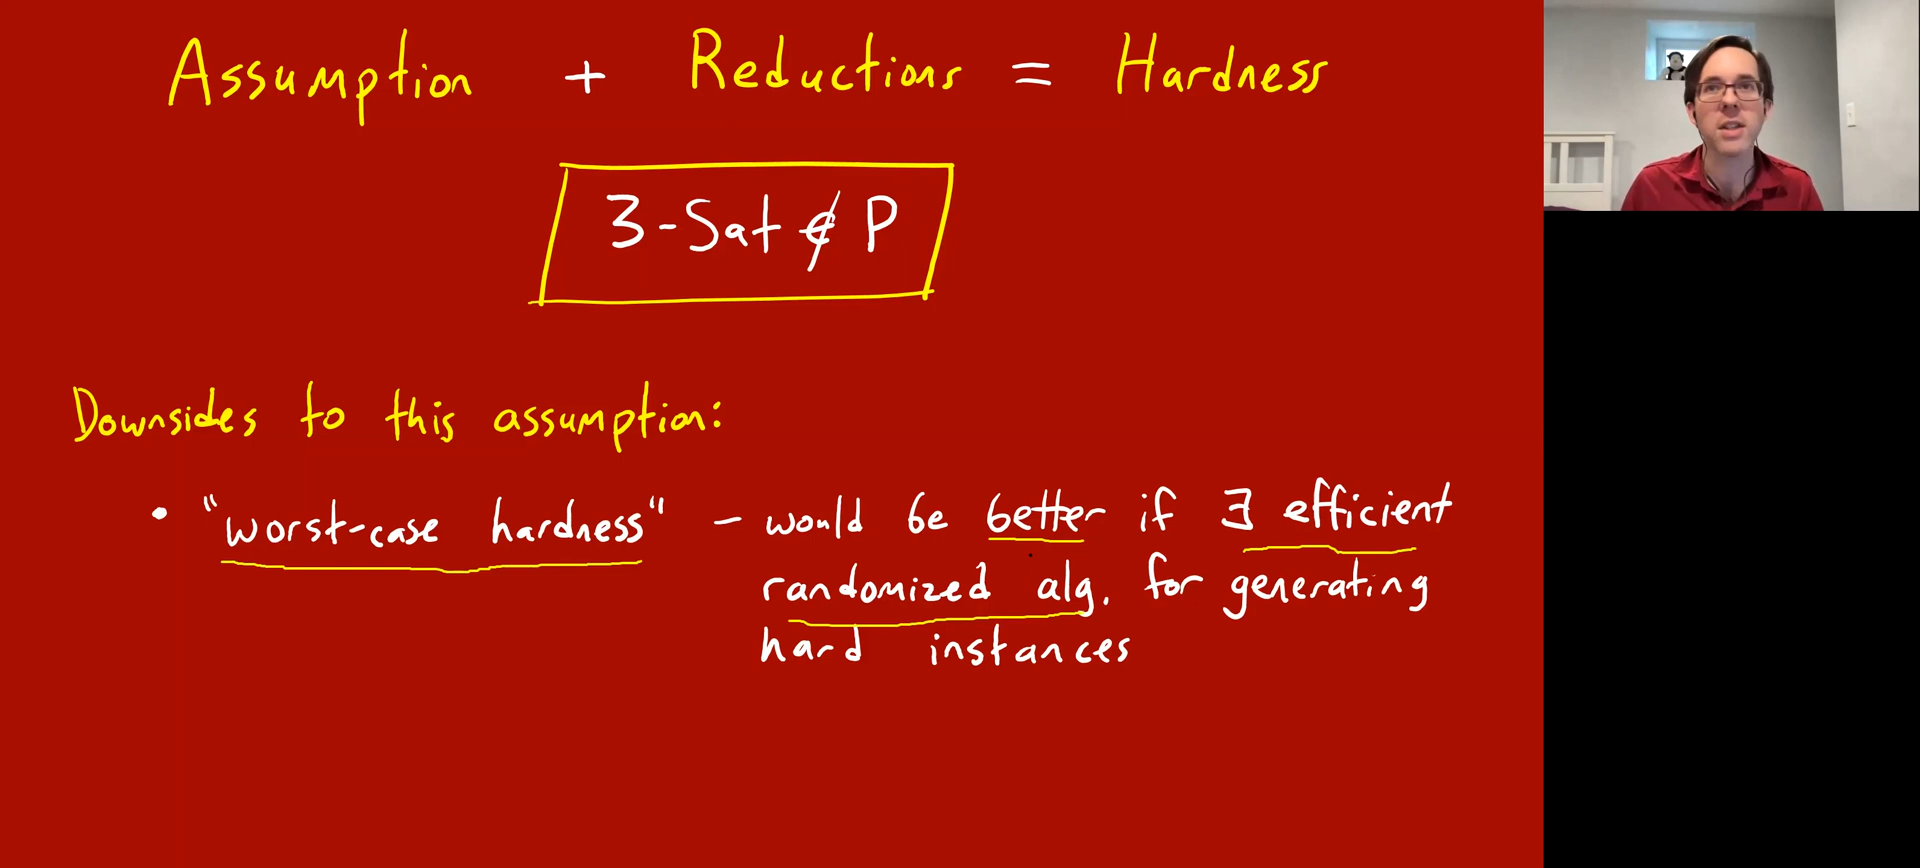 Assumption + Reductions = Hardness
3-Sat ∉ P
Downsides to this assumption:
• "worst-case hardness" - would be better if ∃ efficient
randomized alg. for generating
hard instances